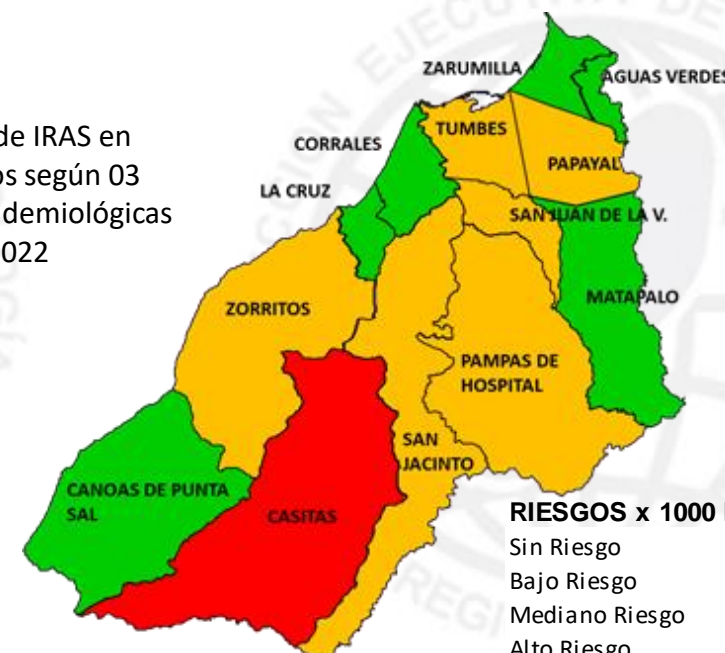 de IRAS en
os según 03
demiológicas
022
ZARUMILLA
AGUAS VERDES
TUMBES
CORRALES
PAPAYAL
LA CRUZ
SAN JUAN DE LA V.
MATAPALO
ZORRITOS
PAMPAS DE
HOSPITAL
SAN
JACINTO
CANOAS DE PUNTA
SAL
CASITAS
RIESGOS x 1000
Sin Riesgo
Bajo Riesgo
Mediano Riesgo
Alto Riesgo